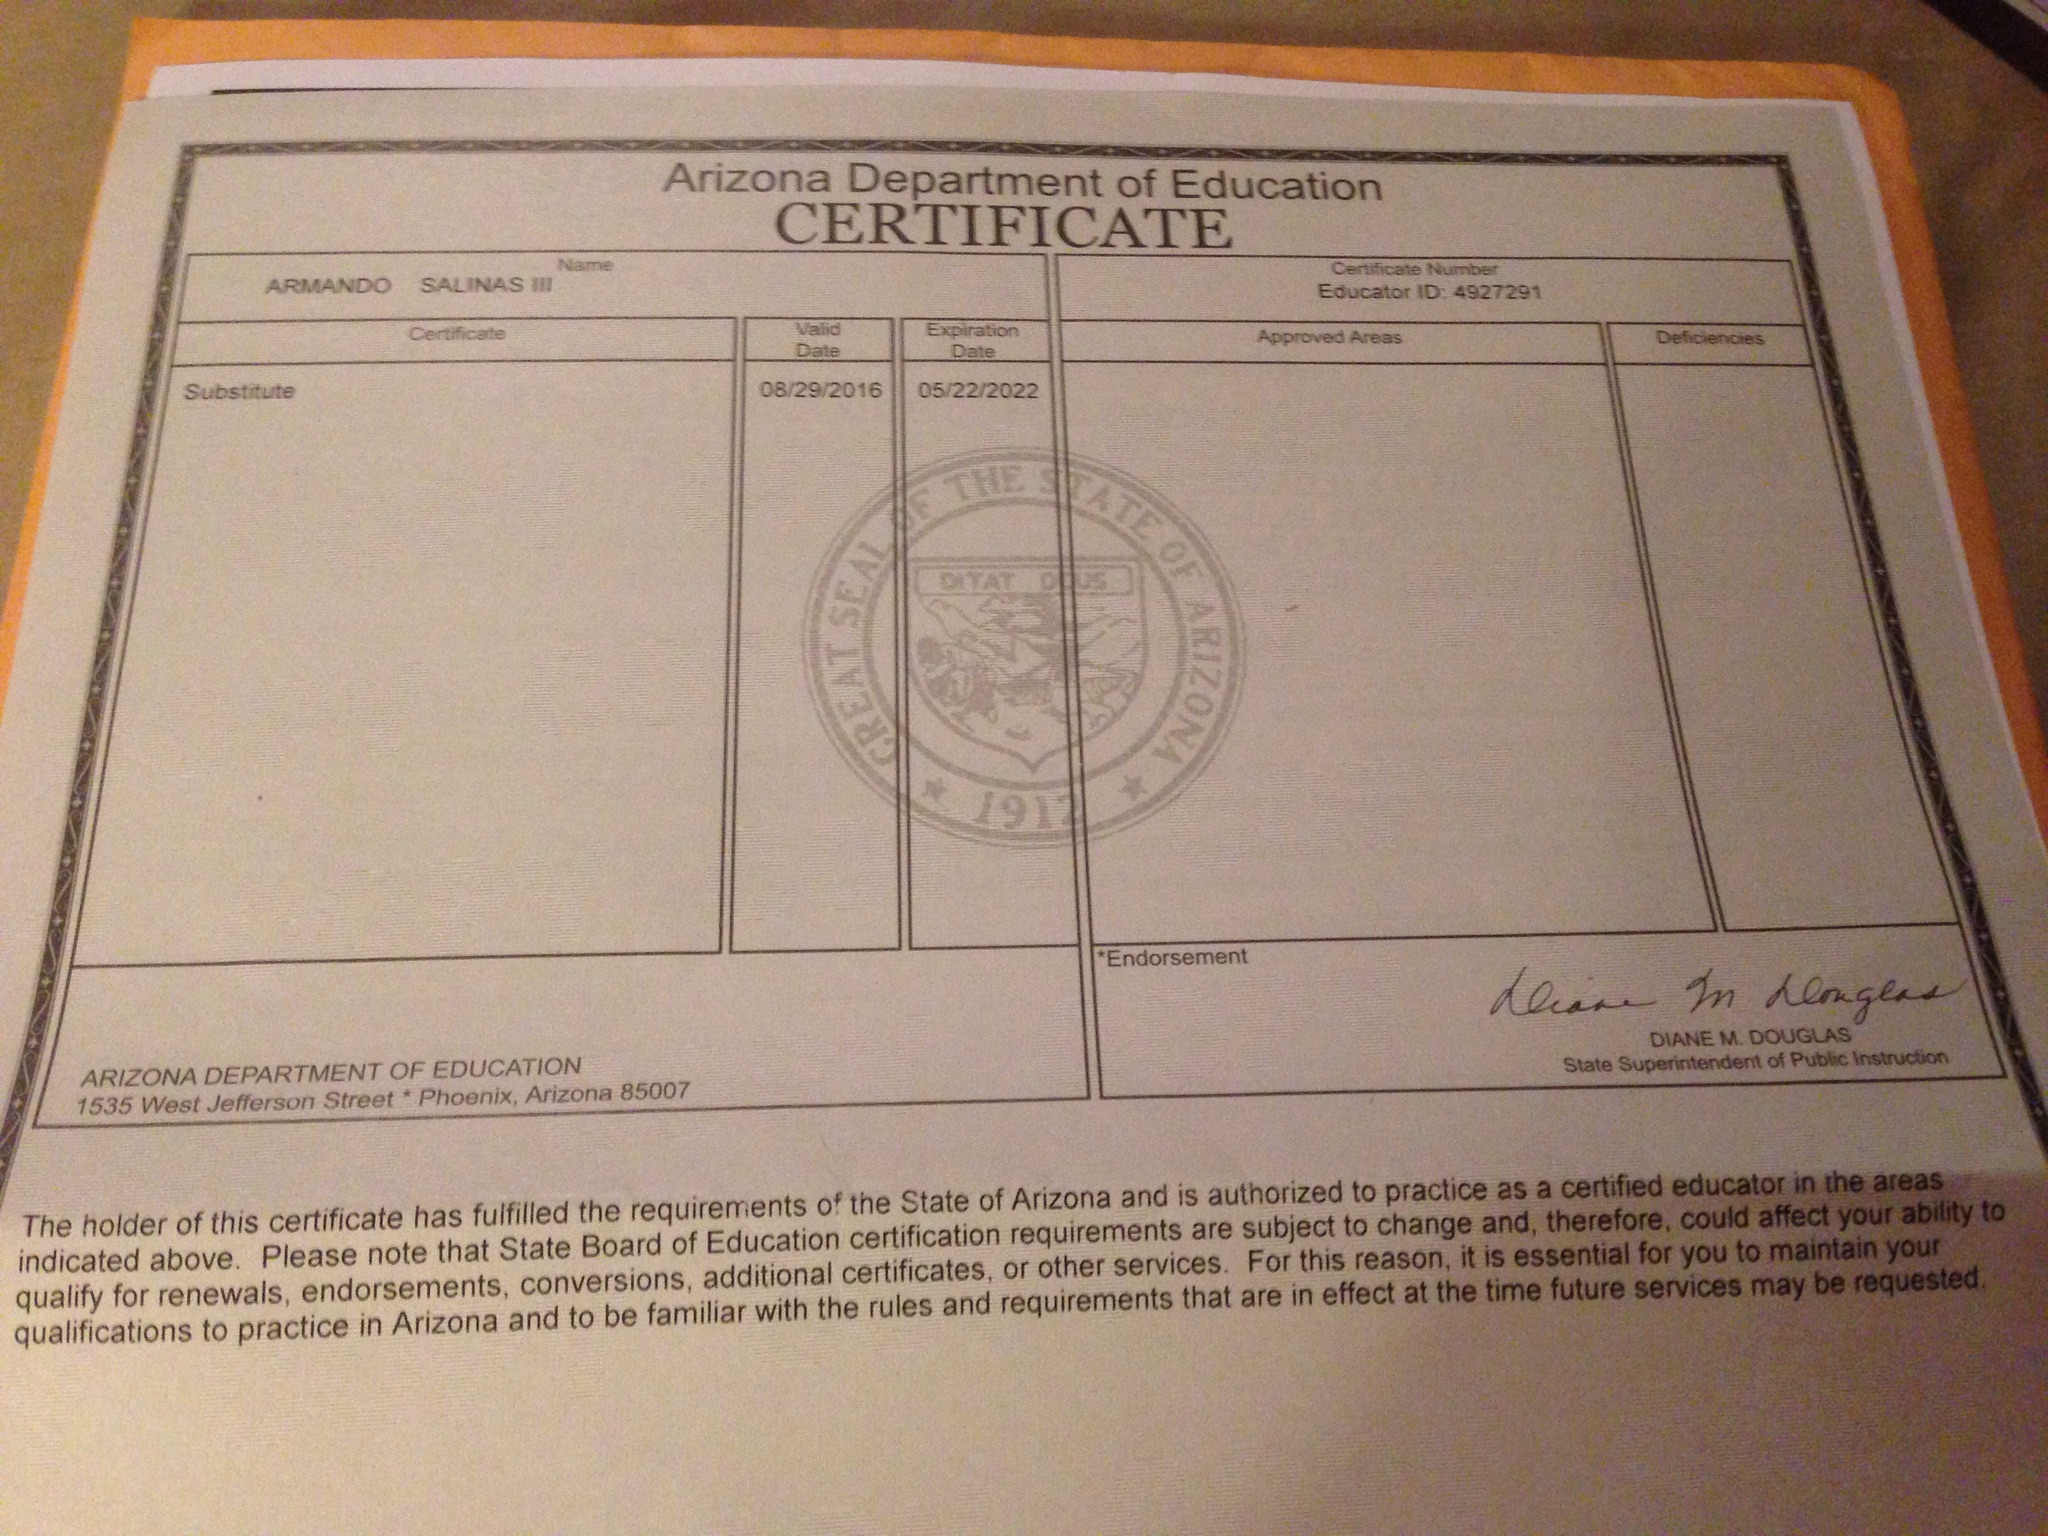 Arizona Department of Education
CERTIFICATE
Name
ARMANDO SALINAS III
Certificate Number
Educator ID: 4927291
Certificate
Valid
Date
Expiration
Date
Approved Areas
Deficiencies
Substitute
08/29/2016
05/22/2022
GREAT SEAL OF THE STATE OF ARIZONA
DITAT DEUS
1912
*Endorsement
Diane M Douglas
DIANE M. DOUGLAS
State Superintendent of Public Instruction
ARIZONA DEPARTMENT OF EDUCATION
1535 West Jefferson Street * Phoenix, Arizona 85007
The holder of this certificate has fulfilled the requirements of the State of Arizona and is authorized to practice as a certified educator in the areas
indicated above. Please note that State Board of Education certification requirements are subject to change and, therefore, could affect your ability to
qualify for renewals, endorsements, conversions, additional certificates, or other services. For this reason, it is essential for you to maintain your
qualifications to practice in Arizona and to be familiar with the rules and requirements that are in effect at the time future services may be requested.